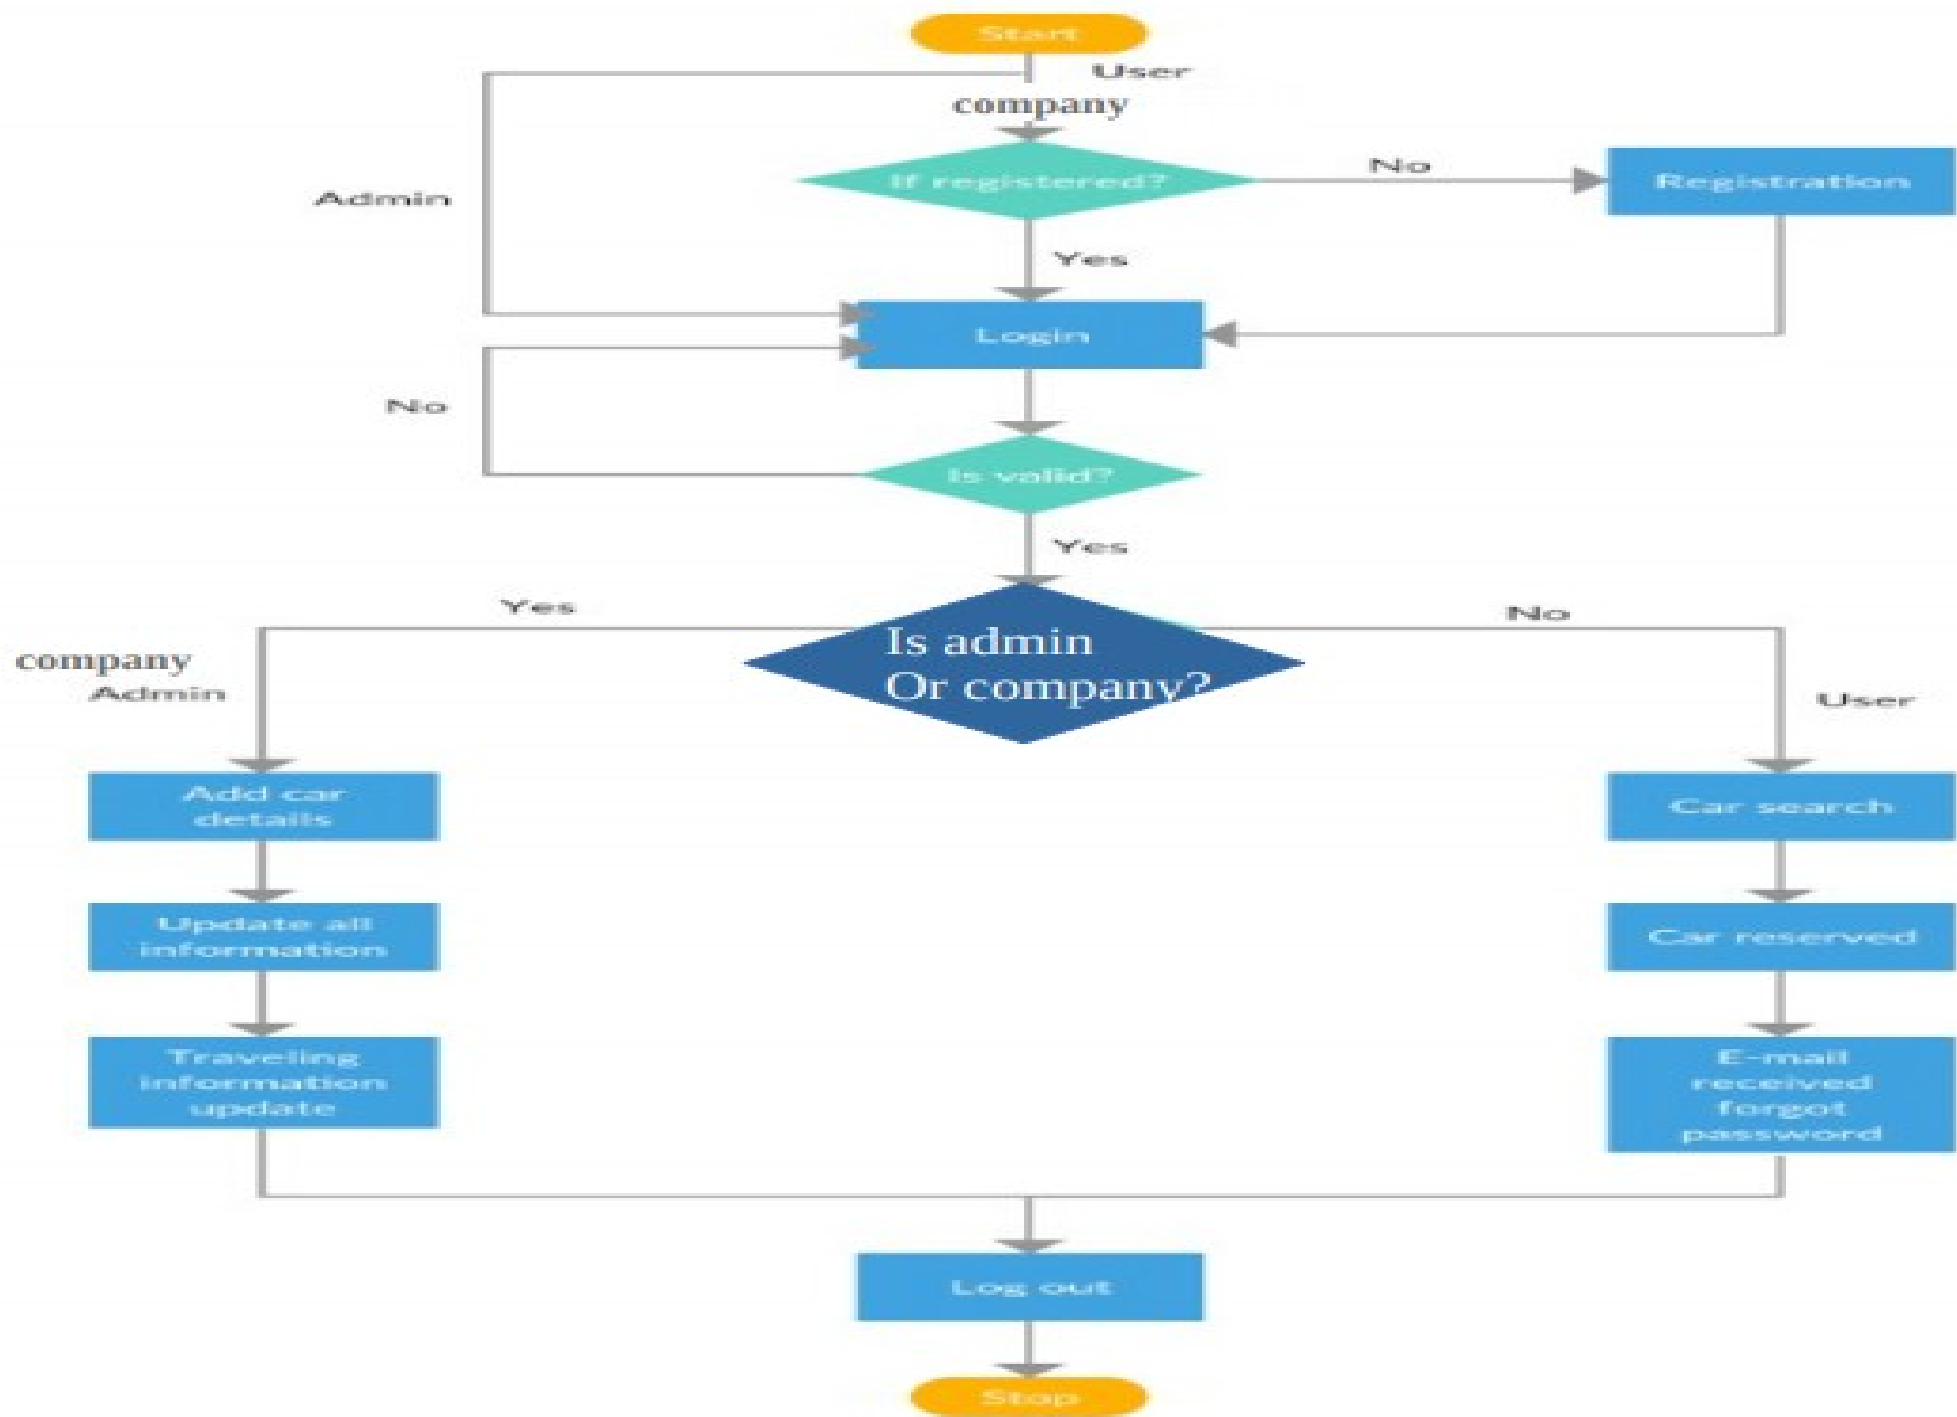 Start
User
company
If registered?
No
Registration
Admin
Yes
Login
No
Is valid?
Yes
Yes
Is admin
Or company?
No
company
Admin
User
Add car
details
Car search
Update all
information
Car reserved
Traveling
information
update
E-mail
received
forgot
password
Log out
Stop